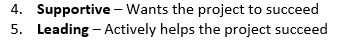 4. Supportive – Wants the project to succeed
5. Leading – Actively helps the project succeed